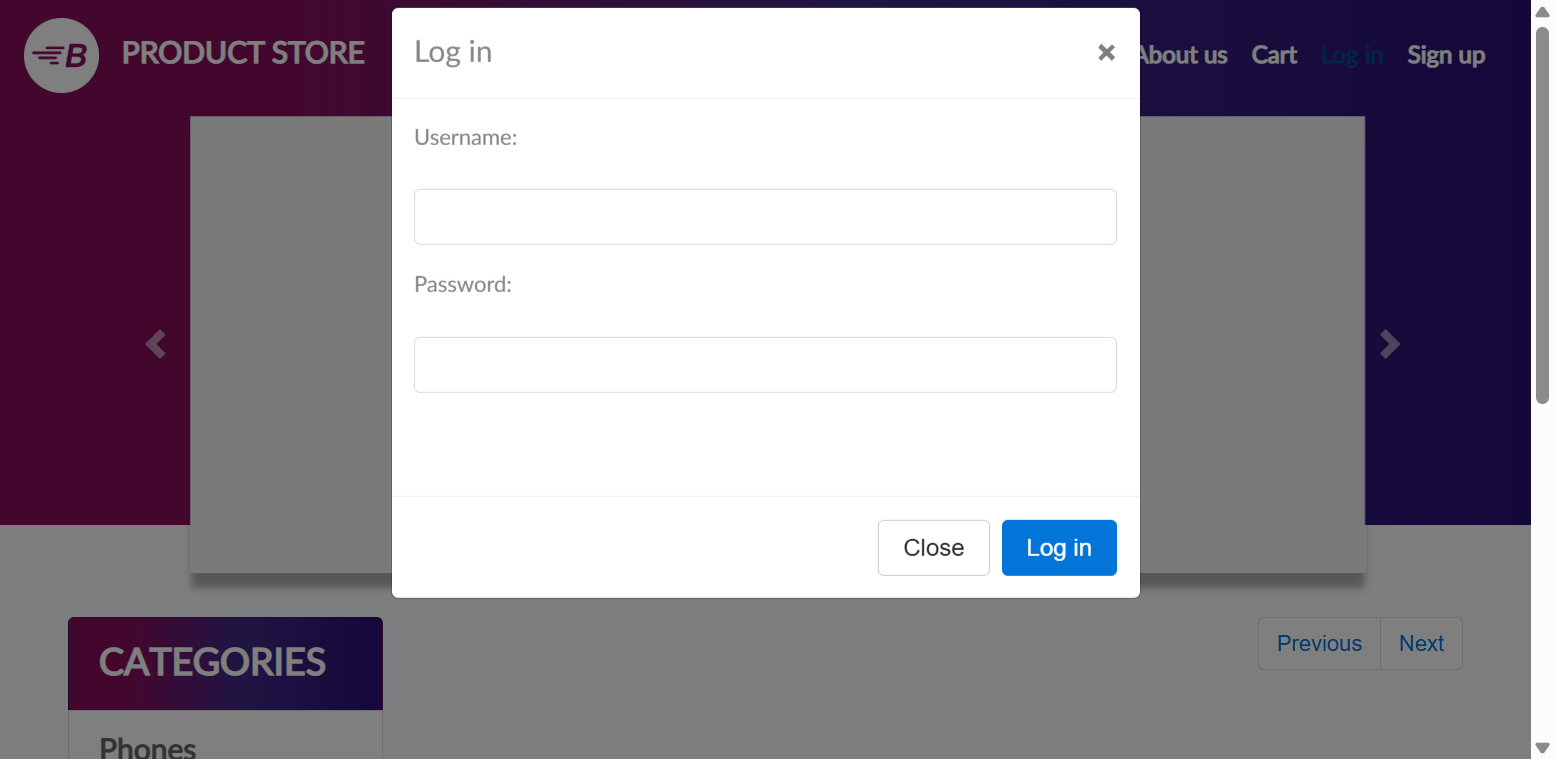 B PRODUCT STORE
About us Cart Log in Sign up
Log in
×
Username:
Password:
Close Log in
CATEGORIES
Previous Next
Phones